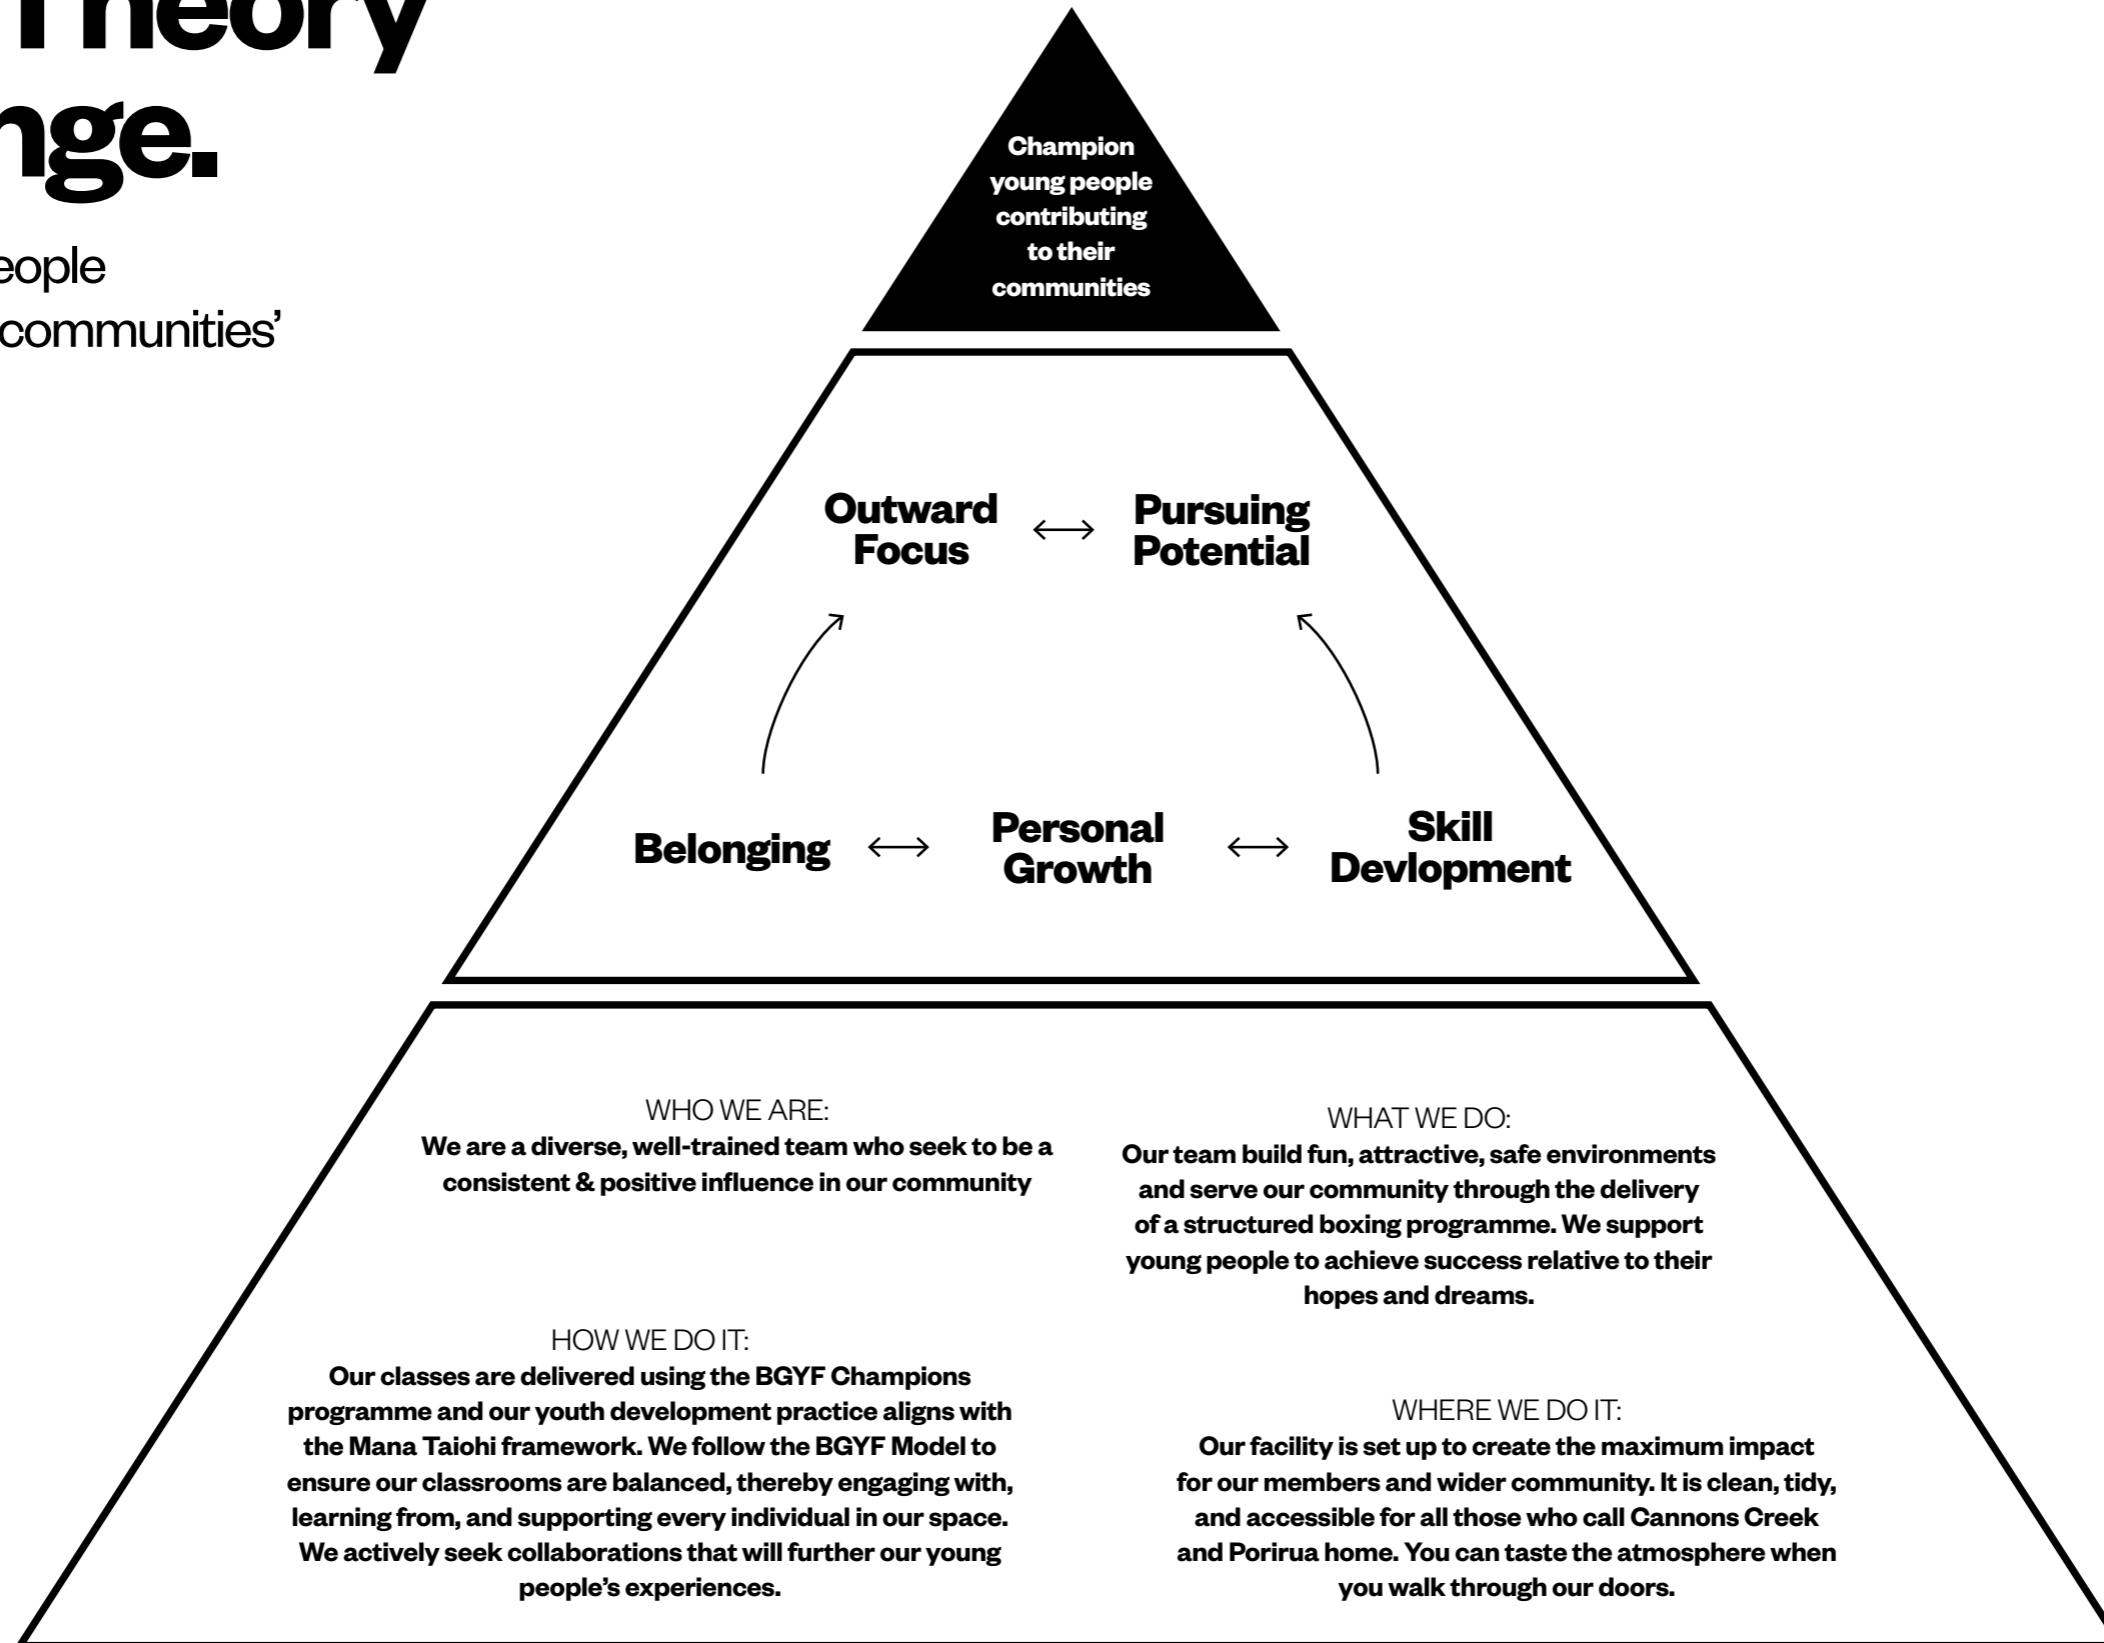 Theory
nge.
eople
communities’
Champion
young people
contributing
to their
communities
Outward
Focus
Pursuing
Potential
Belonging
Personal
Growth
Skill
Devlopment
WHO WE ARE:
We are a diverse, well-trained team who seek to be a
consistent & positive influence in our community
WHAT WE DO:
Our team build fun, attractive, safe environments
and serve our community through the delivery
of a structured boxing programme. We support
young people to achieve success relative to their
hopes and dreams.
HOW WE DO IT:
Our classes are delivered using the BGYF Champions
programme and our youth development practice aligns with
the Mana Taiohi framework. We follow the BGYF Model to
ensure our classrooms are balanced, thereby engaging with,
learning from, and supporting every individual in our space.
We actively seek collaborations that will further our young
people’s experiences.
WHERE WE DO IT:
Our facility is set up to create the maximum impact
for our members and wider community. It is clean, tidy,
and accessible for all those who call Cannons Creek
and Porirua home. You can taste the atmosphere when
you walk through our doors.